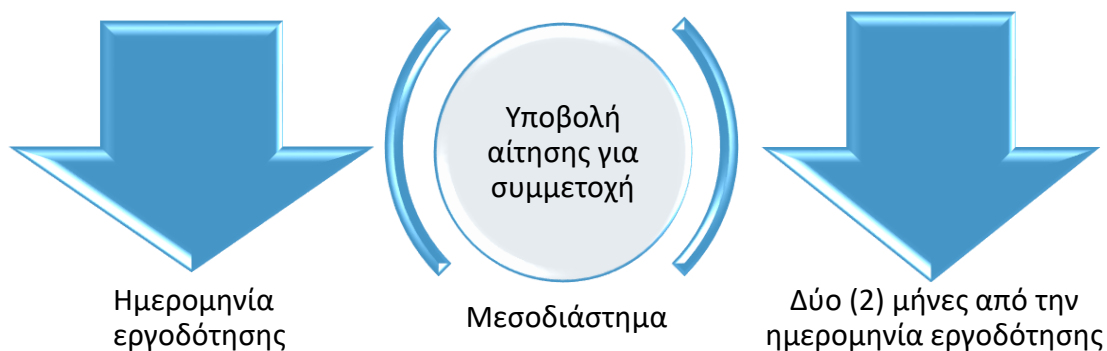 Υποβολή
αίτησης για
συμμετοχή
Ημερομηνία
εργοδότησης
Μεσοδιάστημα
Δύο (2) μήνες από την
ημερομηνία εργοδότησης